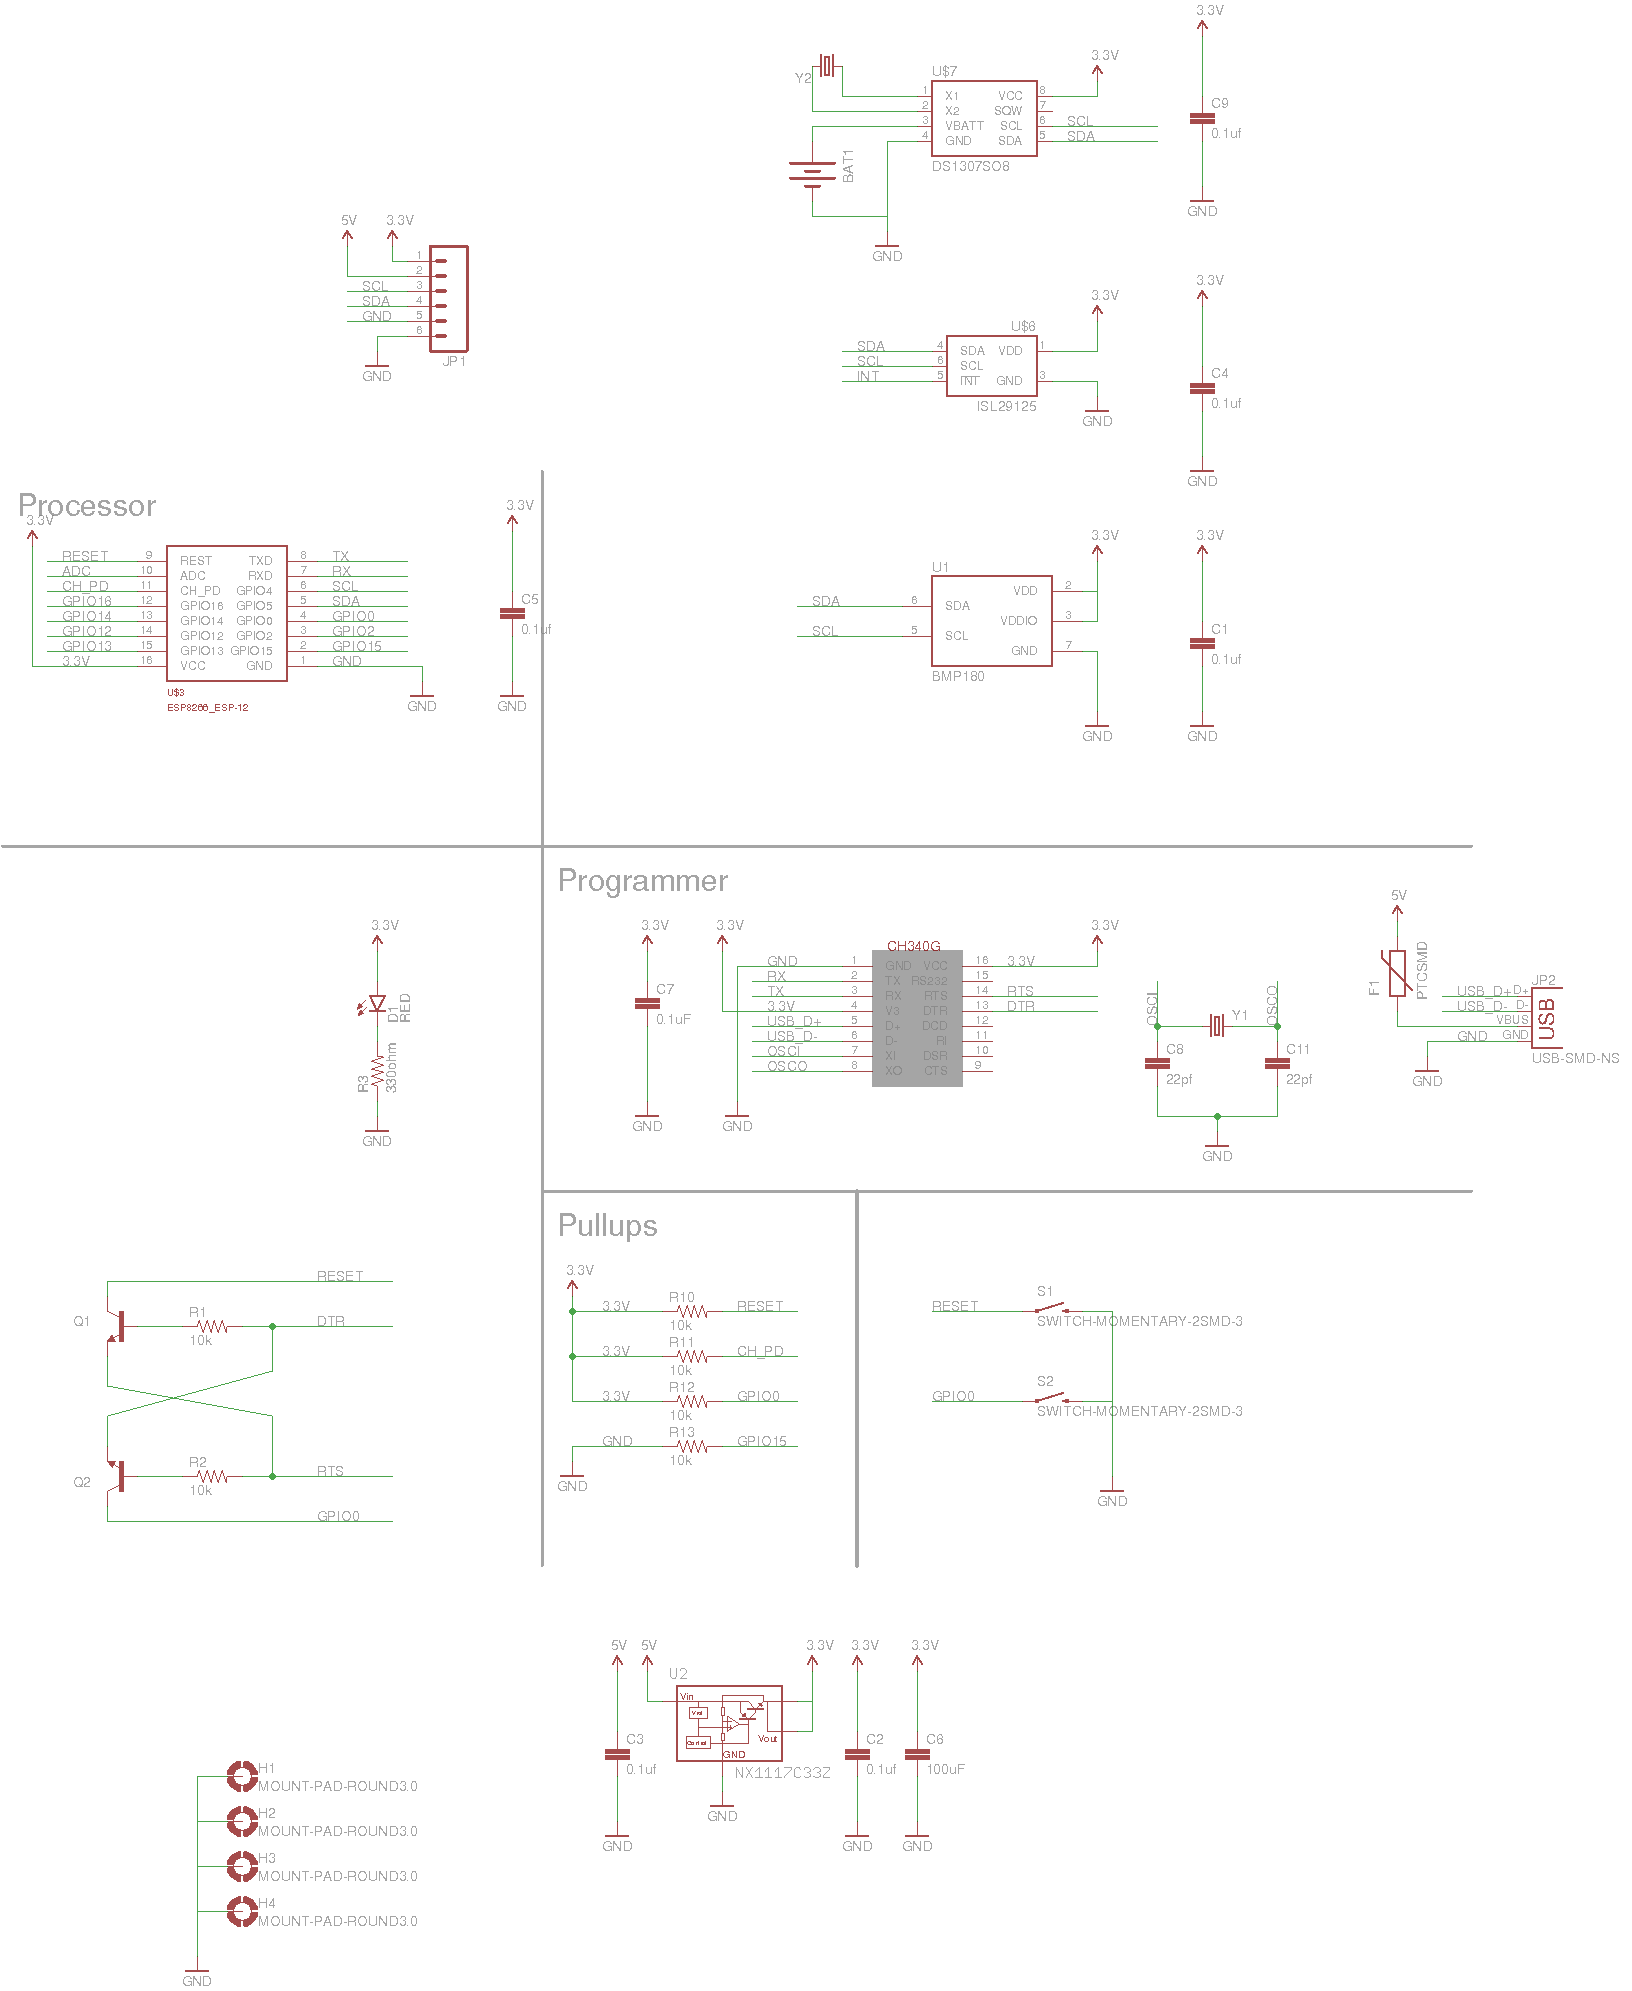 3.3V
Y2
U$7
3.3V
1 X1 VCC 8
2 X2 SQW 7
3 VBATT SCL 6 SCL
4 GND SDA 5 SDA
DS1307SO8
BAT1
GND
C9
0.1uf
GND
5V 3.3V
1
2
SCL 3
SDA 4
GND 5
6
JP1
GND
3.3V
U$6
SDA 4 SDA VDD 1
SCL 6 SCL
INT 5 INT GND 3
ISL29125
GND
3.3V
C4
0.1uf
GND
Processor
3.3V
RESET 9 REST TXD 8 TX
ADC 10 ADC RXD 7 RX
CH_PD 11 CH_PD GPIO4 6 SCL
GPIO16 12 GPIO16 GPIO5 5 SDA
GPIO14 13 GPIO14 GPIO0 4 GPIO0
GPIO12 14 GPIO12 GPIO2 3 GPIO2
GPIO13 15 GPIO13 GPIO15 2 GPIO15
3.3V 16 VCC GND 1 GND
U$3
ESP8266_ESP-12
GND
3.3V
C5
0.1uf
GND
3.3V
U1
SDA 6 SDA VDD 2
VDDIO 3
SCL 5 SCL
GND 7
BMP180
GND
3.3V
C1
0.1uf
GND
3.3V
D1
RED
R3
330ohm
GND
Programmer
3.3V
C7
0.1uF
GND
3.3V
CH340G
3.3V
GND 1 GND VCC 16 3.3V
RX 2 TX RS232 15
TX 3 RX RTS 14 RTS
3.3V 4 V3 DTR 13 DTR
USB_D+ 5 D+ DCD 12
USB_D- 6 D- RI 11
OSCI 7 XI DSR 10
OSCO 8 XO CTS 9
GND
OSCI
Y1
OSCO
C8
22pf
C11
22pf
GND
5V
F1
PTCSMD
JP2
USB_D+ D+
USB_D- D-
VBUS
GND GND
USB
USB-SMD-NS
GND
RESET
Q1
R1
10k
DTR
Q2
R2
10k
RTS
GPIO0
Pullups
3.3V
3.3V R10 RESET
10k
3.3V R11 CH_PD
10k
3.3V R12 GPIO0
10k
GND R13 GPIO15
10k
GND
RESET S1
SWITCH-MOMENTARY-2SMD-3
GPIO0 S2
SWITCH-MOMENTARY-2SMD-3
GND
5V 5V 3.3V 3.3V 3.3V
U2
Vin
Vref
Control
Vout
GND
NX1117C33Z
C3
0.1uf
C2
0.1uf
C6
100uF
GND
GND
GND
GND
H1
MOUNT-PAD-ROUND3.0
H2
MOUNT-PAD-ROUND3.0
H3
MOUNT-PAD-ROUND3.0
H4
MOUNT-PAD-ROUND3.0
GND